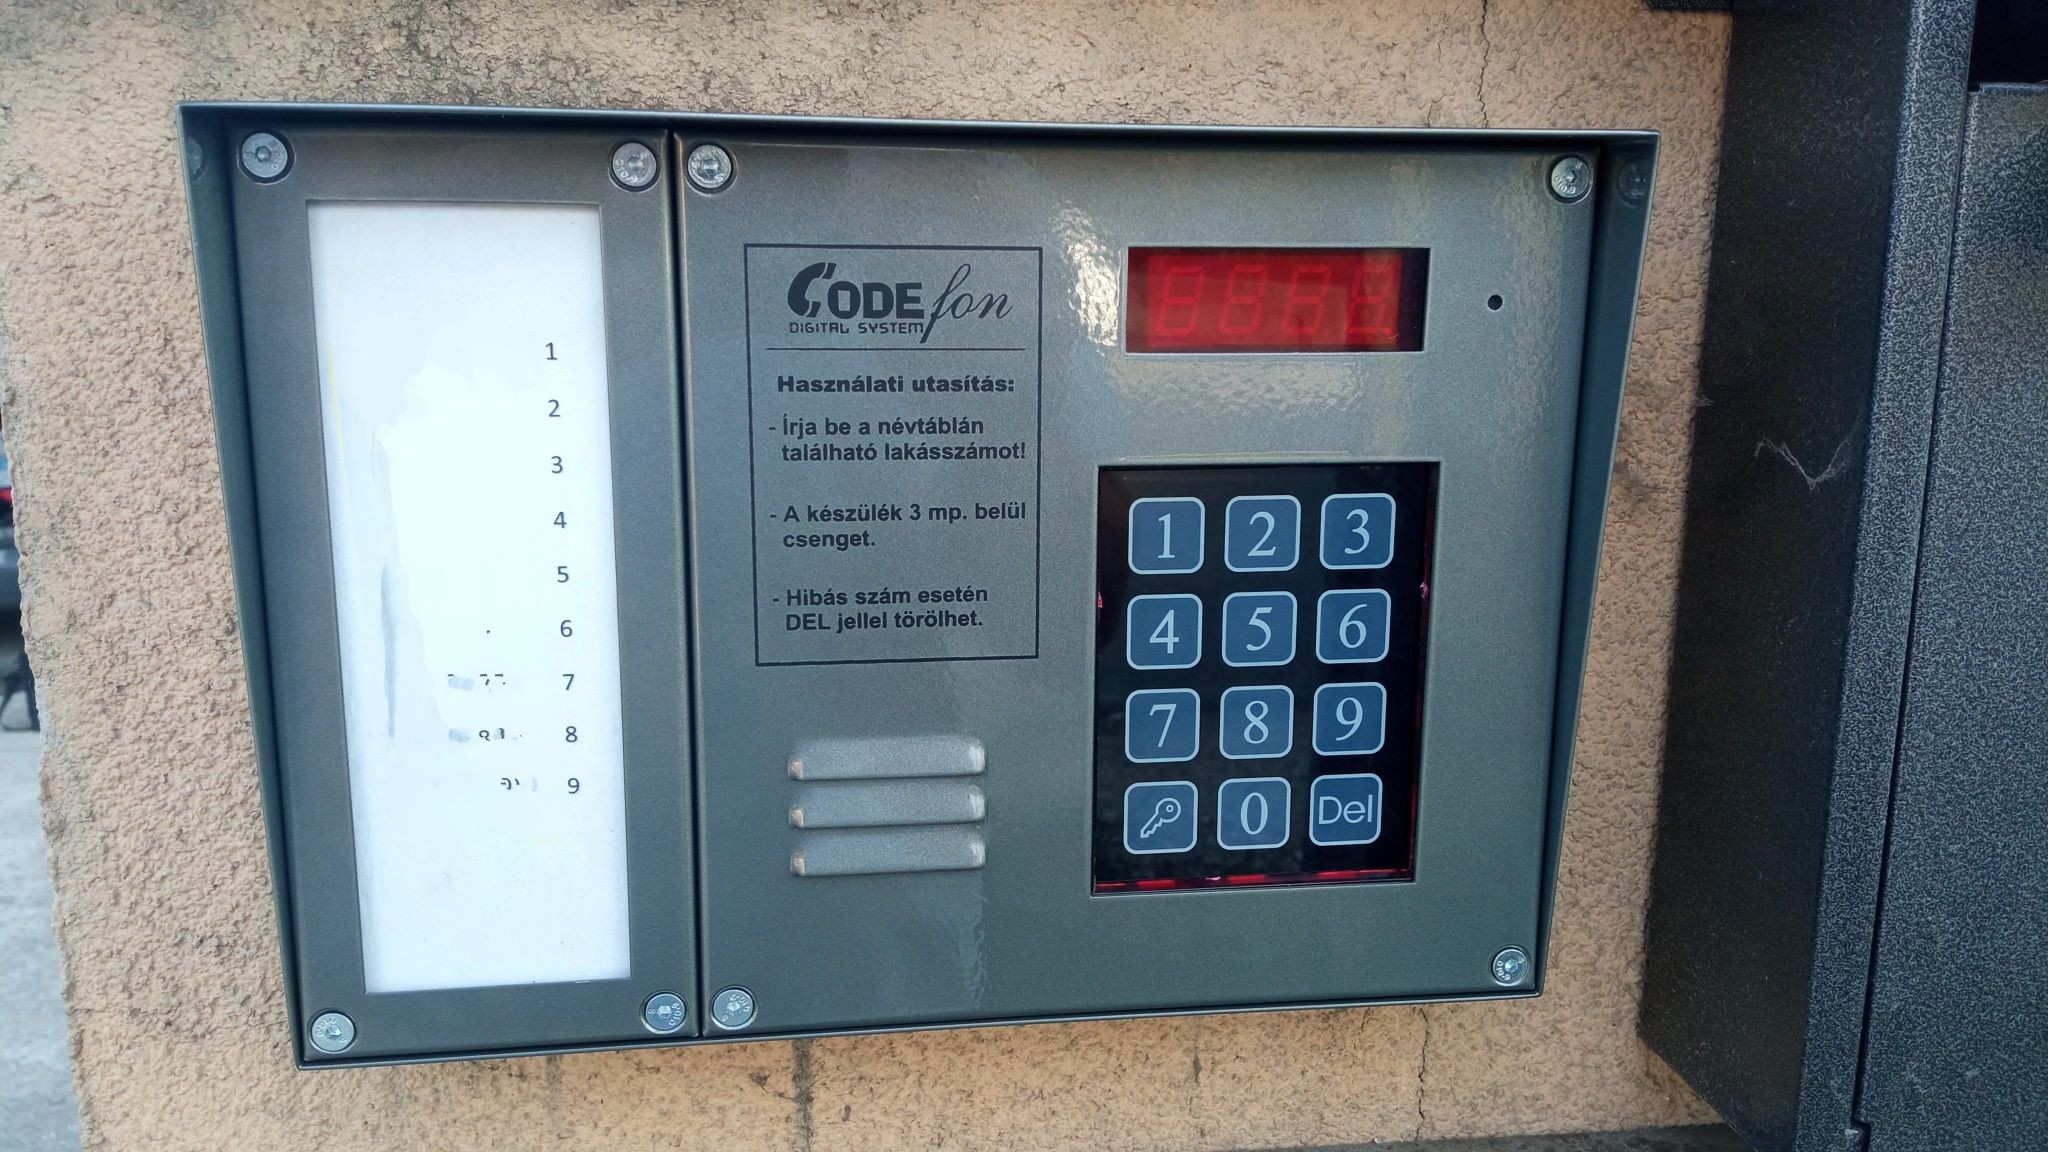 1
2
3
4
5
6
7
8
9
CODEfon
DIGITAL SYSTEM
Használati utasítás:
- Írja be a névtáblán
található lakásszámot!
- A készülék 3 mp. belül
csenget.
- Hibás szám esetén
DEL jellel törölhet.
8888
1 2 3
4 5 6
7 8 9
0 Del